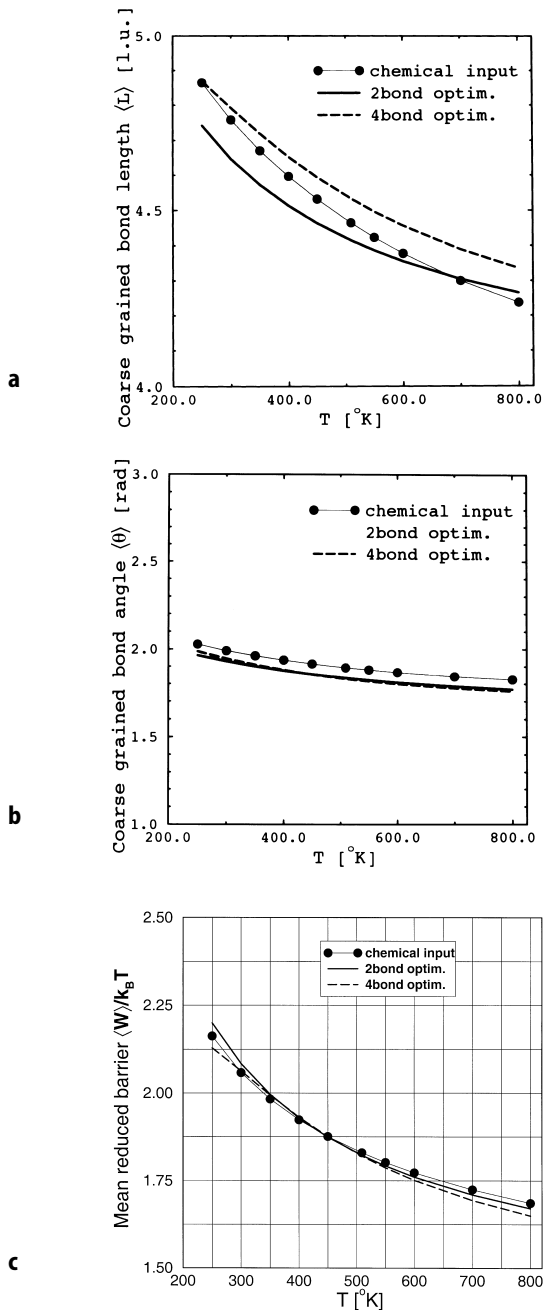 a
Coarse grained bond length ⟨L⟩ [l.u.]
5.0
4.5
4.0
chemical input
2bond optim.
4bond optim.
200.0 400.0 600.0 800.0
T [°K]
b
Coarse grained bond angle ⟨θ⟩ [rad]
3.0
2.5
2.0
1.5
1.0
chemical input
2bond optim.
4bond optim.
200.0 400.0 600.0 800.0
T [°K]
c
Mean reduced barrier ⟨W⟩/k_BT
2.50
2.25
2.00
1.75
1.50
chemical input
2bond optim.
4bond optim.
200 300 400 500 600 700 800
T [°K]